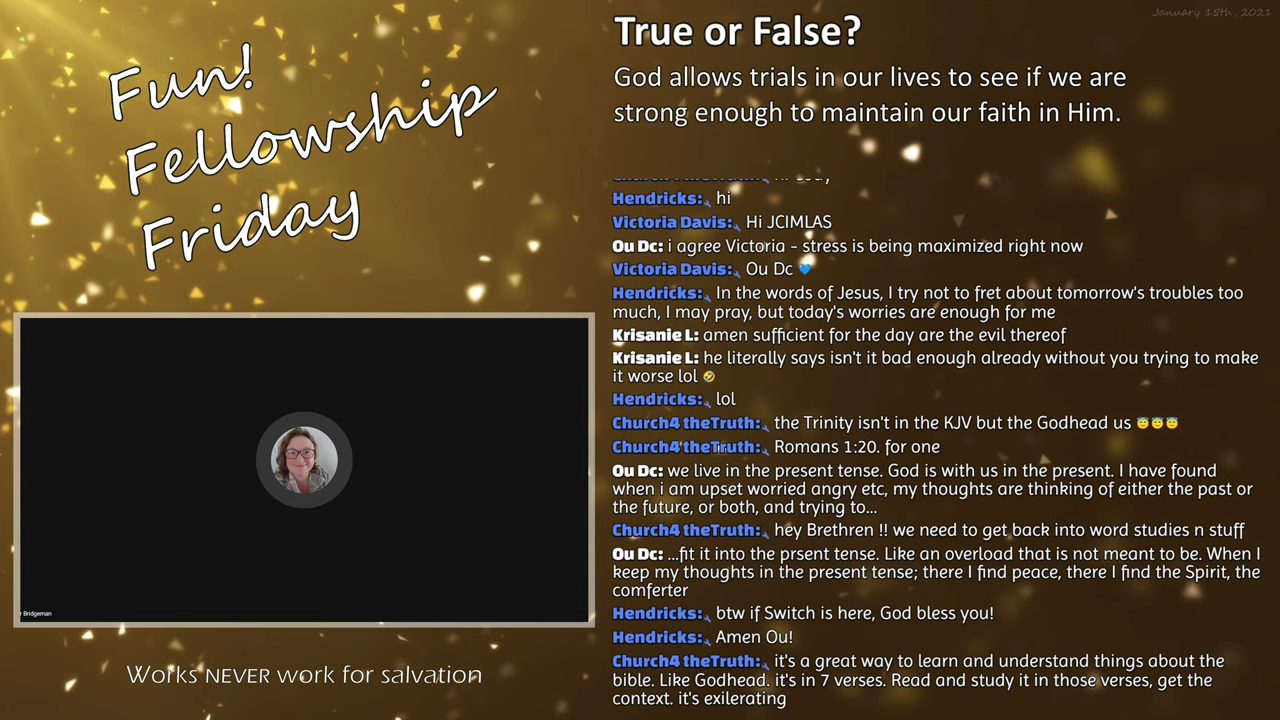 January 15th, 2021
Fun!
Fellowship
Friday
True or False?
God allows trials in our lives to see if we are
strong enough to maintain our faith in Him.
Hendricks: hi
Victoria Davis: Hi JCIMLAS
Ou Dc: i agree Victoria - stress is being maximized right now
Victoria Davis: Ou Dc 💙
Hendricks: In the words of Jesus, I try not to fret about tomorrow's troubles too
much, I may pray, but today's worries are enough for me
Krisanie L: amen sufficient for the day are the evil thereof
Krisanie L: he literally says isn't it bad enough already without you trying to make
it worse lol 🤣
Hendricks: lol
Church4theTruth: the Trinity isn't in the KJV but the Godhead us 😇😇😇
Church4theTruth: Romans 1:20. for one
Ou Dc: we live in the present tense. God is with us in the present. I have found
when i am upset worried angry etc, my thoughts are thinking of either the past or
the future, or both, and trying to...
Church4theTruth: hey Brethren !! we need to get back into word studies n stuff
Ou Dc: ...fit it into the prsent tense. Like an overload that is not meant to be. When I
keep my thoughts in the present tense; there I find peace, there I find the Spirit, the
comferter
Hendricks: btw if Switch is here, God bless you!
Hendricks: Amen Ou!
Church4theTruth: it's a great way to learn and understand things about the
bible. Like Godhead. it's in 7 verses. Read and study it in those verses, get the
context. it's exilerating
r Bridgeman
Works NEVER work for salvation